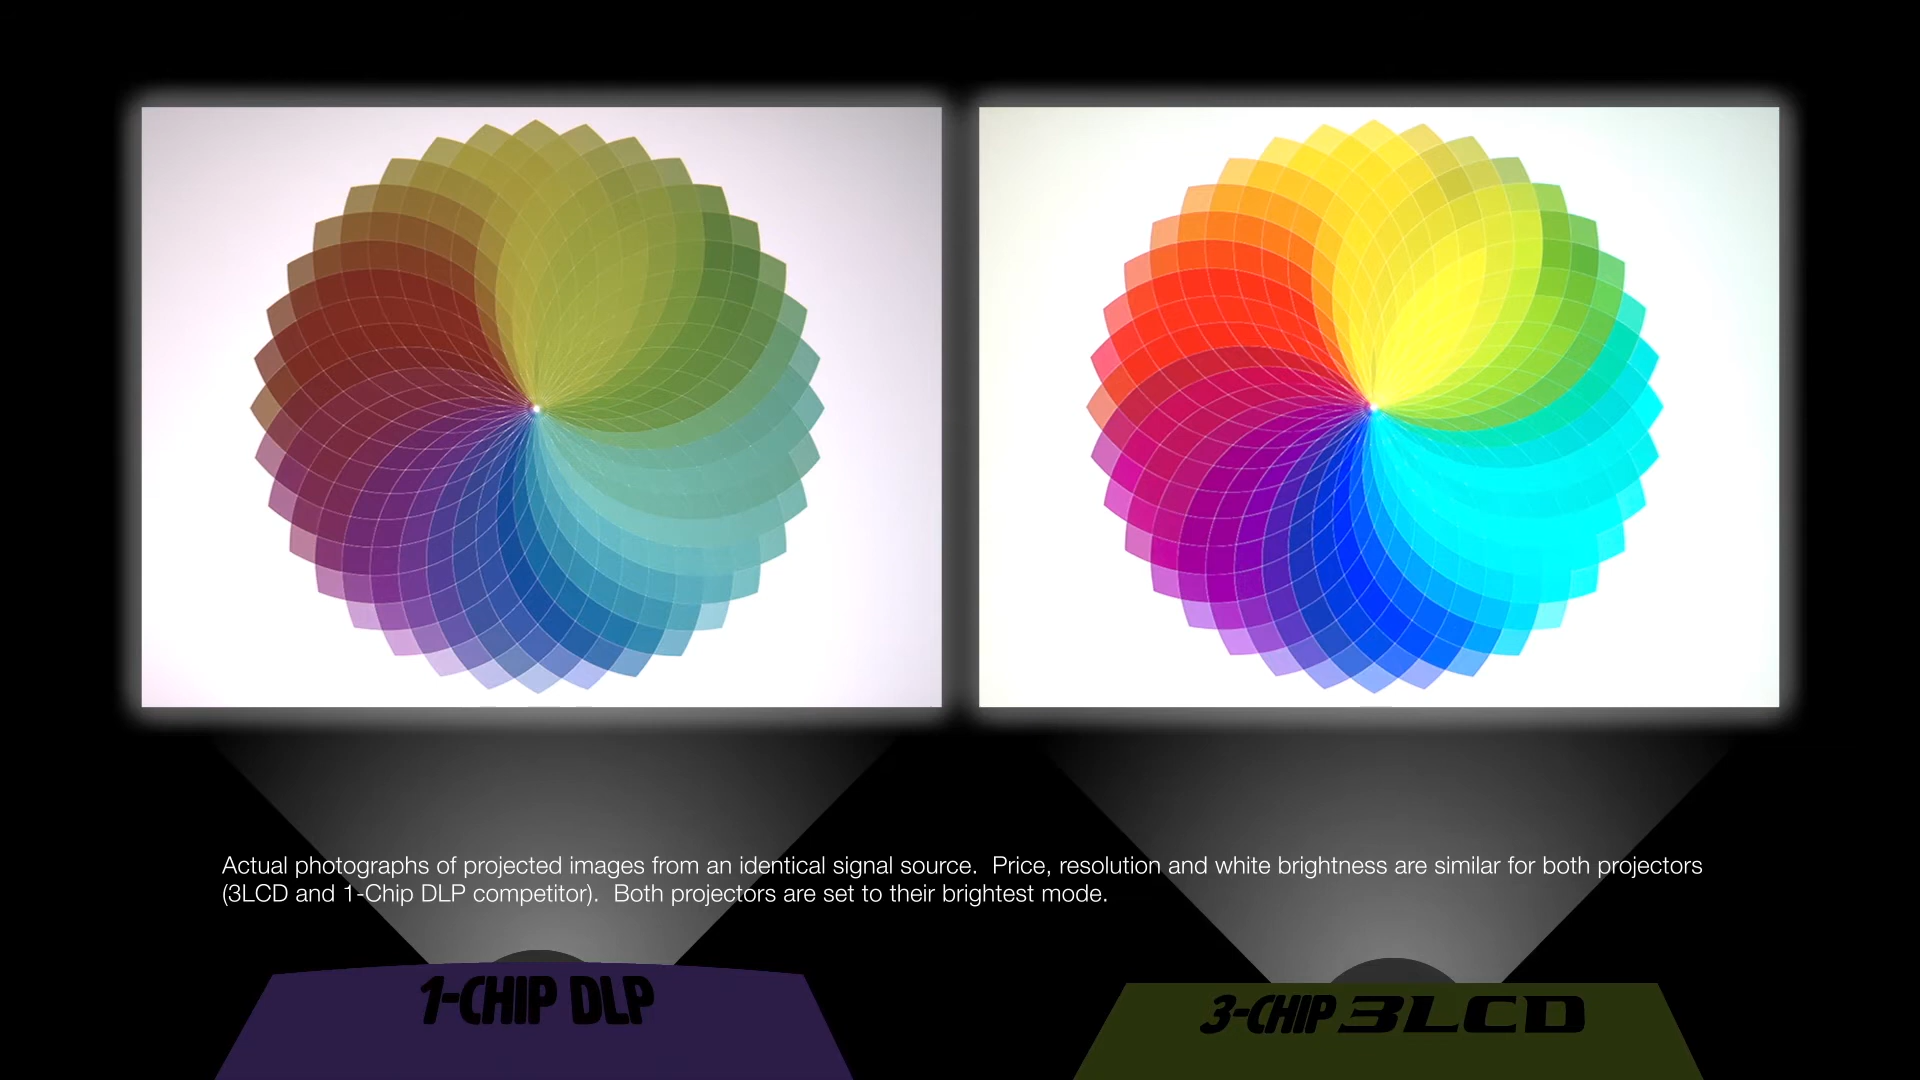 Actual photographs of projected images from an identical signal source.  Price, resolution and white brightness are similar for both projectors
(3LCD and 1-Chip DLP competitor).  Both projectors are set to their brightest mode.
1-CHIP DLP
3-CHIP 3LCD